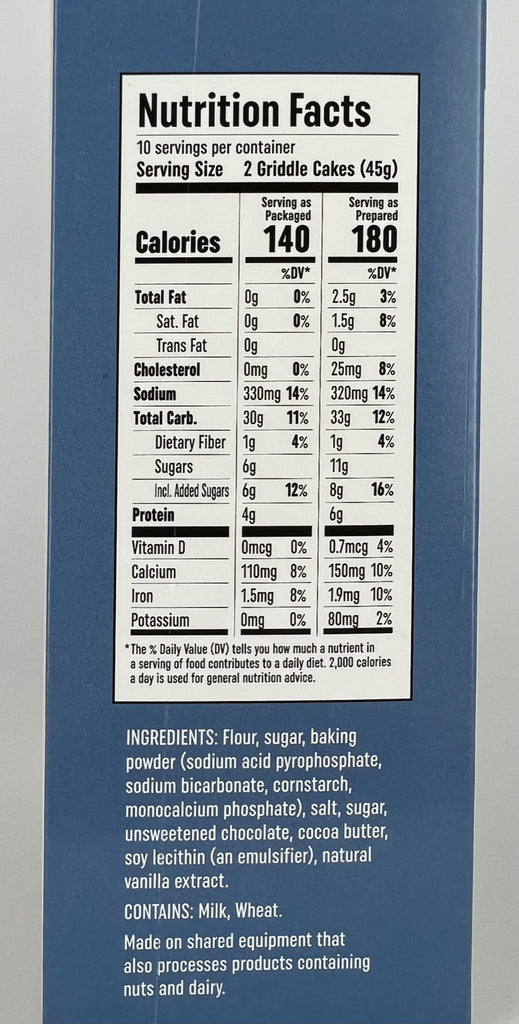 Nutrition Facts
10 servings per container
Serving Size 2 Griddle Cakes (45g)
Serving as Packaged Serving as Prepared
Calories 140 180
%DV* %DV*
Total Fat 0g 0% 2.5g 3%
Sat. Fat 0g 0% 1.5g 8%
Trans Fat 0g 0g
Cholesterol 0mg 0% 25mg 8%
Sodium 330mg 14% 320mg 14%
Total Carb. 30g 11% 33g 12%
Dietary Fiber 1g 4% 1g 4%
Sugars 6g 11g
Incl. Added Sugars 6g 12% 8g 16%
Protein 4g 6g
Vitamin D 0mcg 0% 0.7mcg 4%
Calcium 110mg 8% 150mg 10%
Iron 1.5mg 8% 1.9mg 10%
Potassium 0mg 0% 80mg 2%
*The % Daily Value (DV) tells you how much a nutrient in
a serving of food contributes to a daily diet. 2,000 calories
a day is used for general nutrition advice.
INGREDIENTS: Flour, sugar, baking
powder (sodium acid pyrophosphate,
sodium bicarbonate, cornstarch,
monocalcium phosphate), salt, sugar,
unsweetened chocolate, cocoa butter,
soy lecithin (an emulsifier), natural
vanilla extract.
CONTAINS: Milk, Wheat.
Made on shared equipment that
also processes products containing
nuts and dairy.